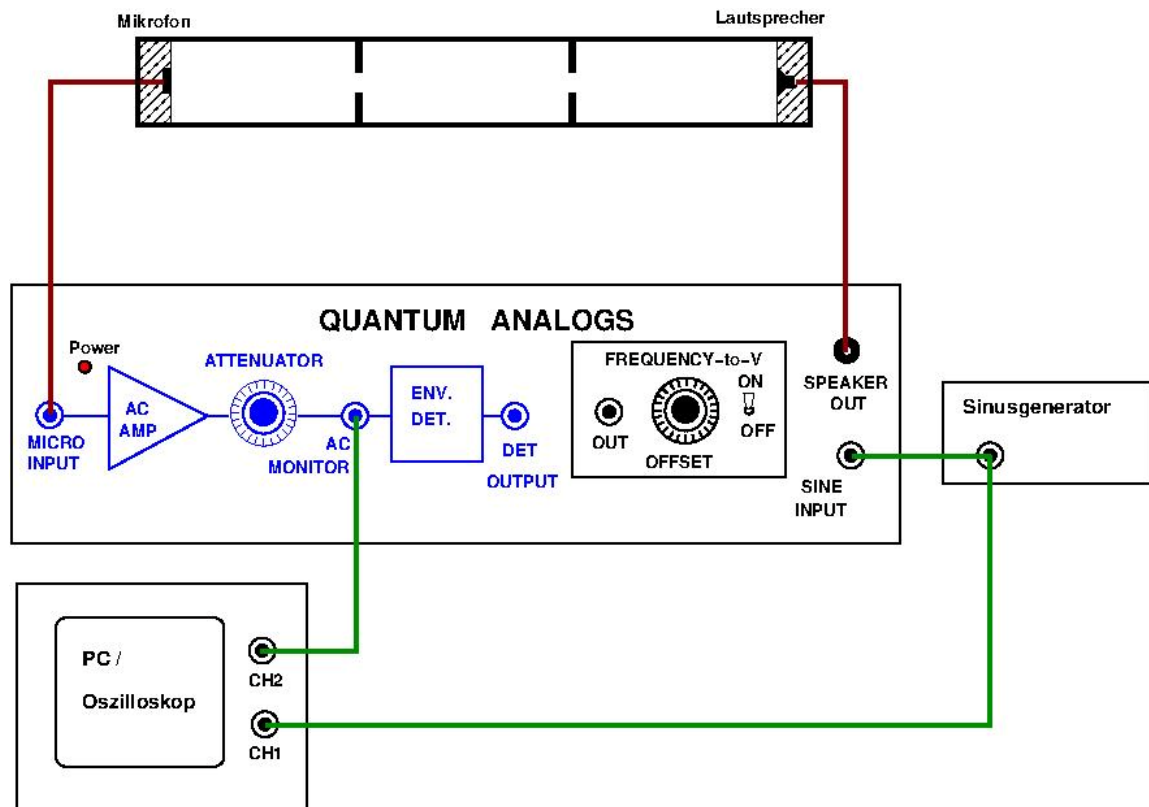 Mikrofon
Lautsprecher
QUANTUM ANALOGS
Power
ATTENUATOR
FREQUENCY-to-V
ON
OFF
OUT
OFFSET
SPEAKER
OUT
AC
AMP
ENV.
DET.
MICRO
INPUT
AC
MONITOR
DET
OUTPUT
SINE
INPUT
Sinusgenerator
PC /
Oszilloskop
CH2
CH1